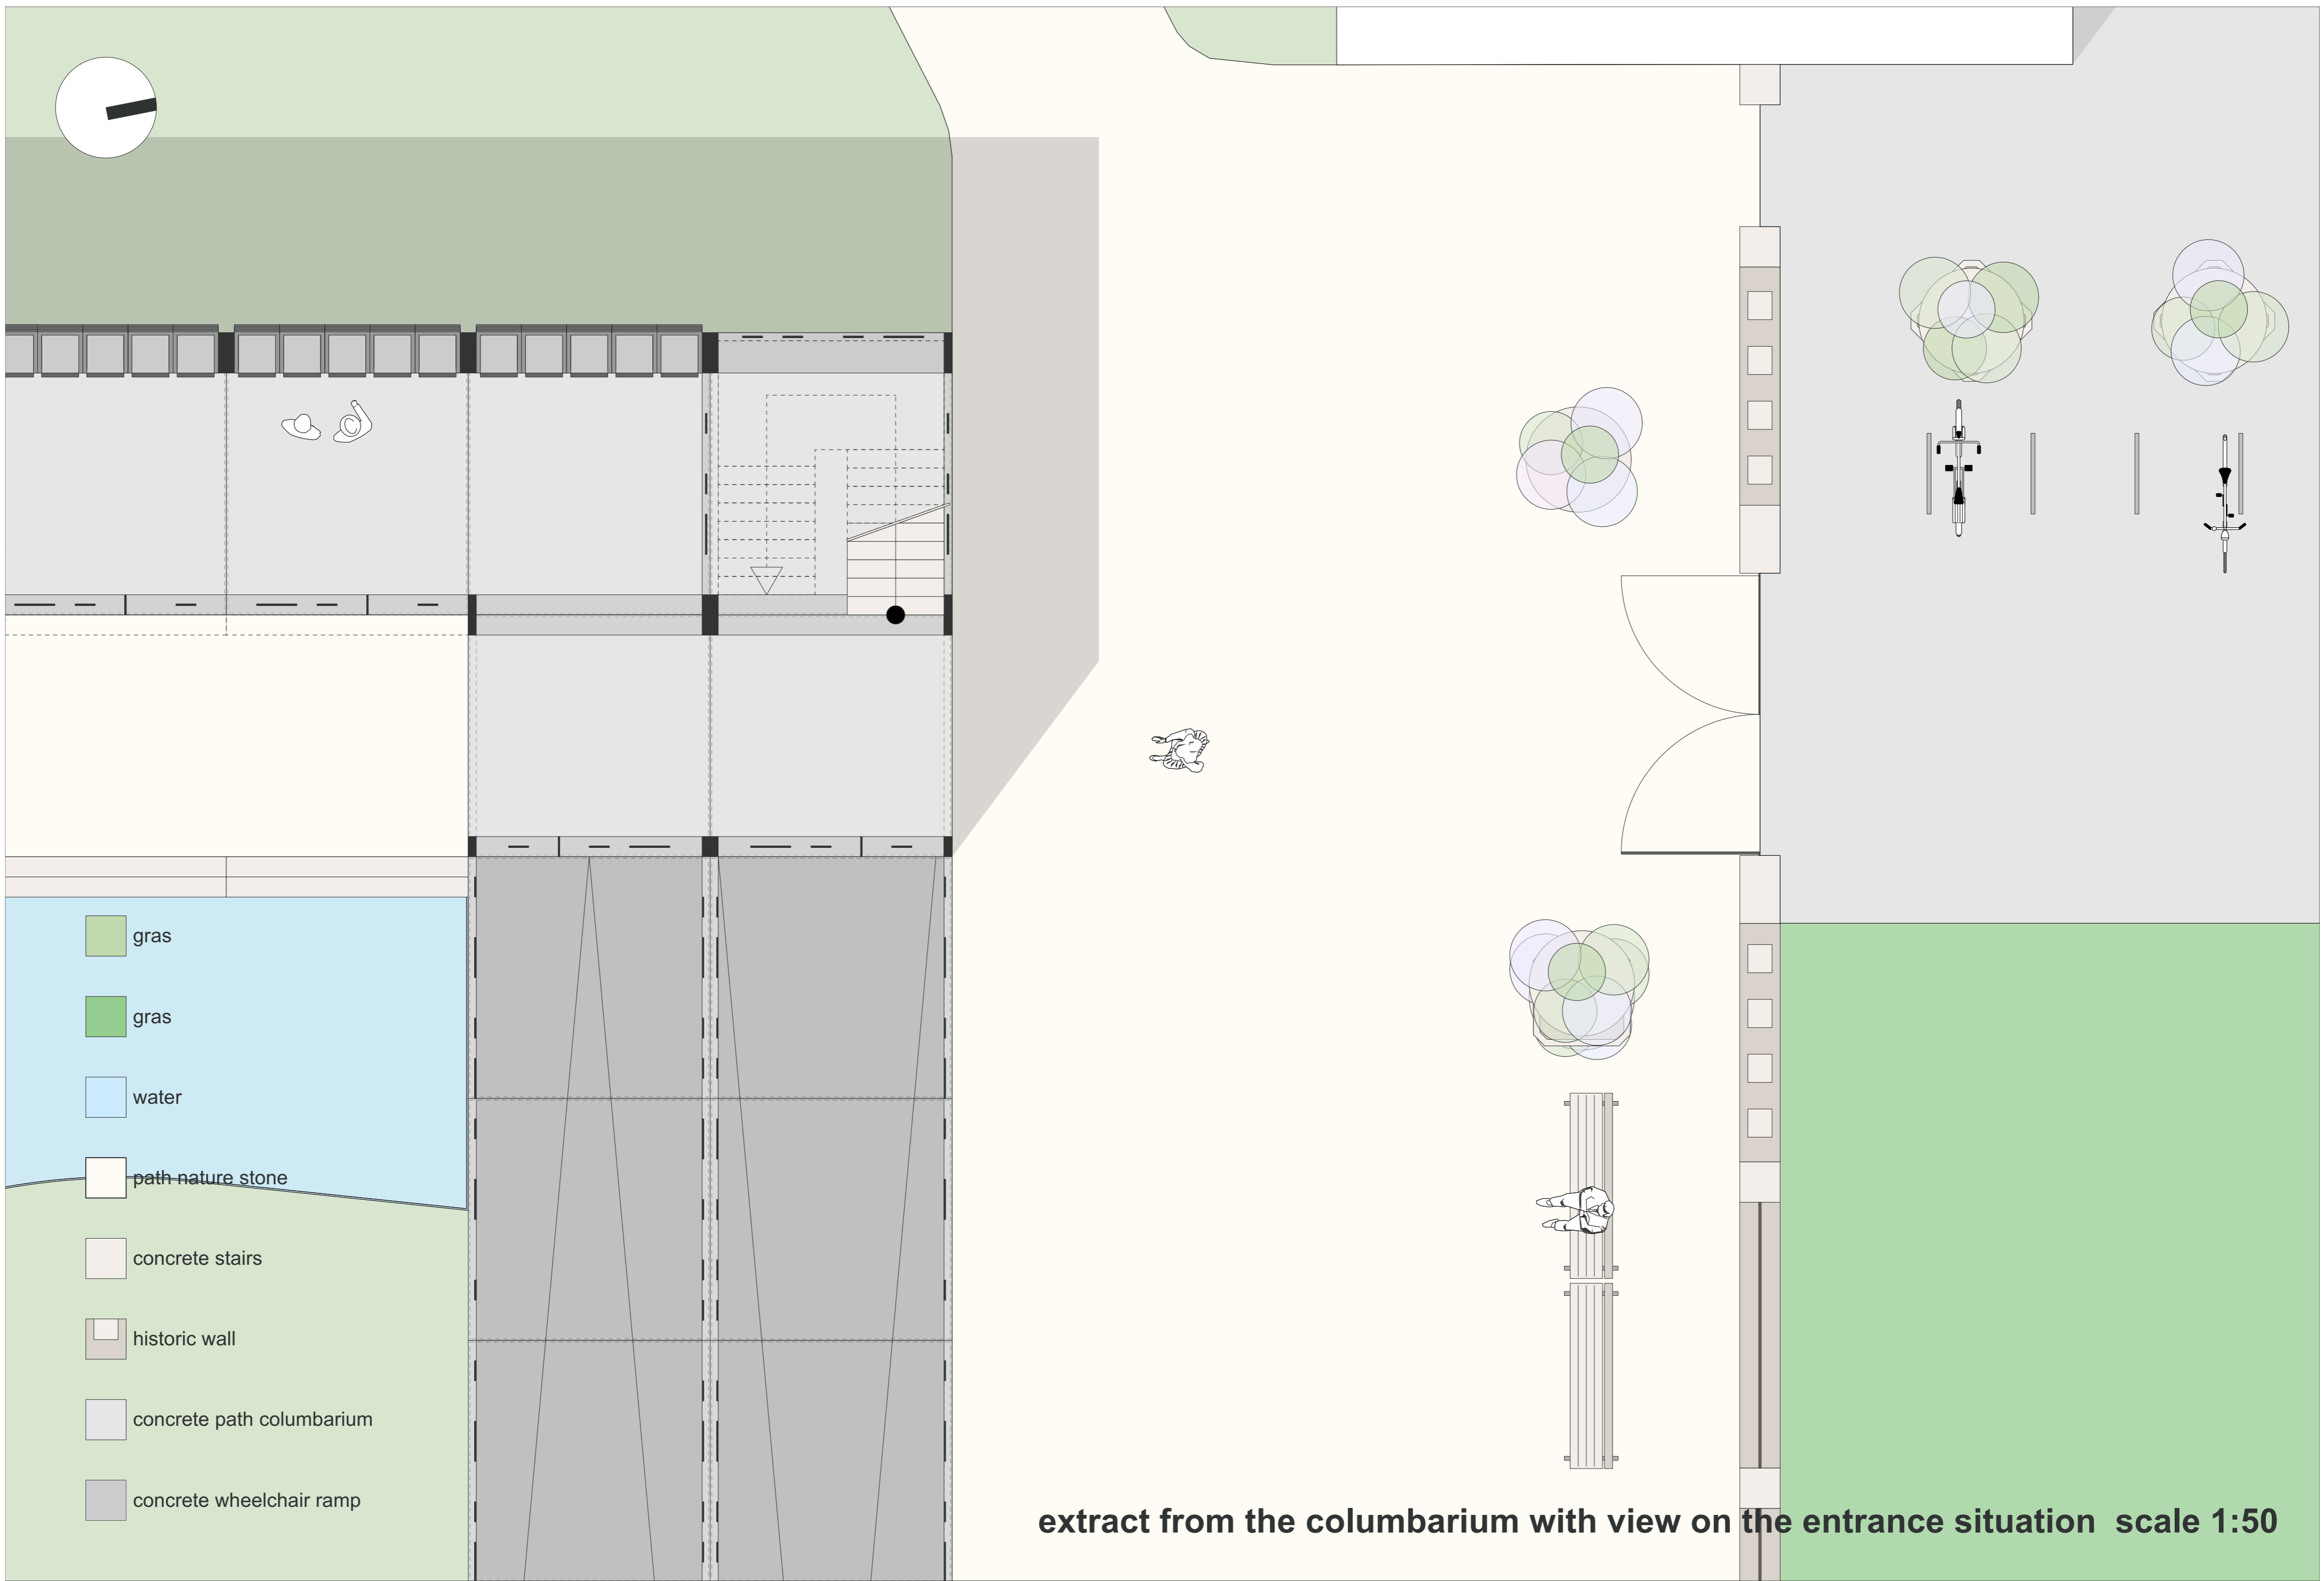 gras
gras
water
path nature stone
concrete stairs
historic wall
concrete path columbarium
concrete wheelchair ramp
extract from the columbarium with view on the entrance situation  scale 1:50